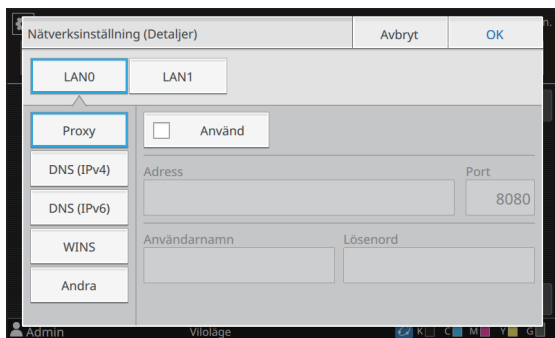 Nätverksinställning (Detaljer)
Avbryt
OK
n.
LAN0
LAN1
Proxy
Använd
DNS (IPv4)
Adress
Port
8080
DNS (IPv6)
WINS
Användarnamn
Lösenord
Andra
Admin
Viloläge
K
C
M
Y
G